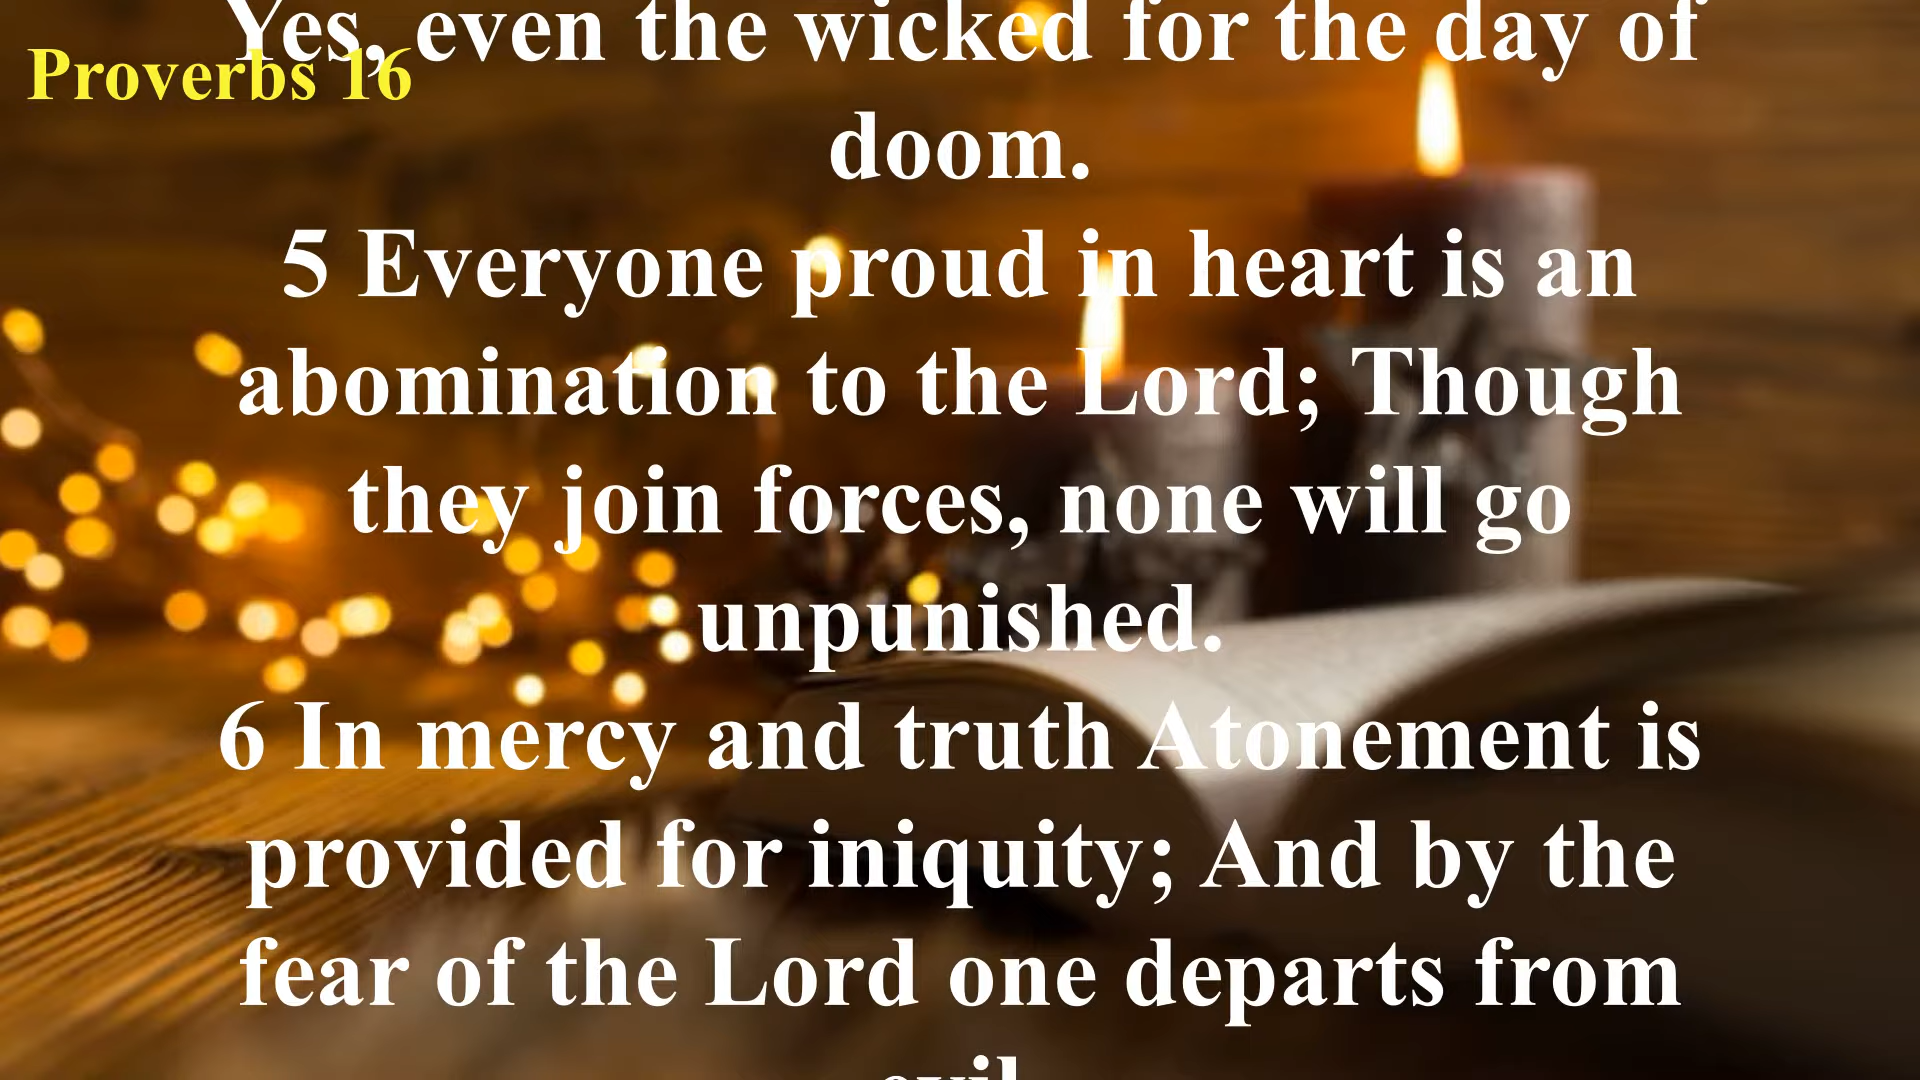 Yes, even the wicked for the day of
Proverbs 16
doom.
5 Everyone proud in heart is an
abomination to the Lord; Though
they join forces, none will go
unpunished.
6 In mercy and truth Atonement is
provided for iniquity; And by the
fear of the Lord one departs from
evil